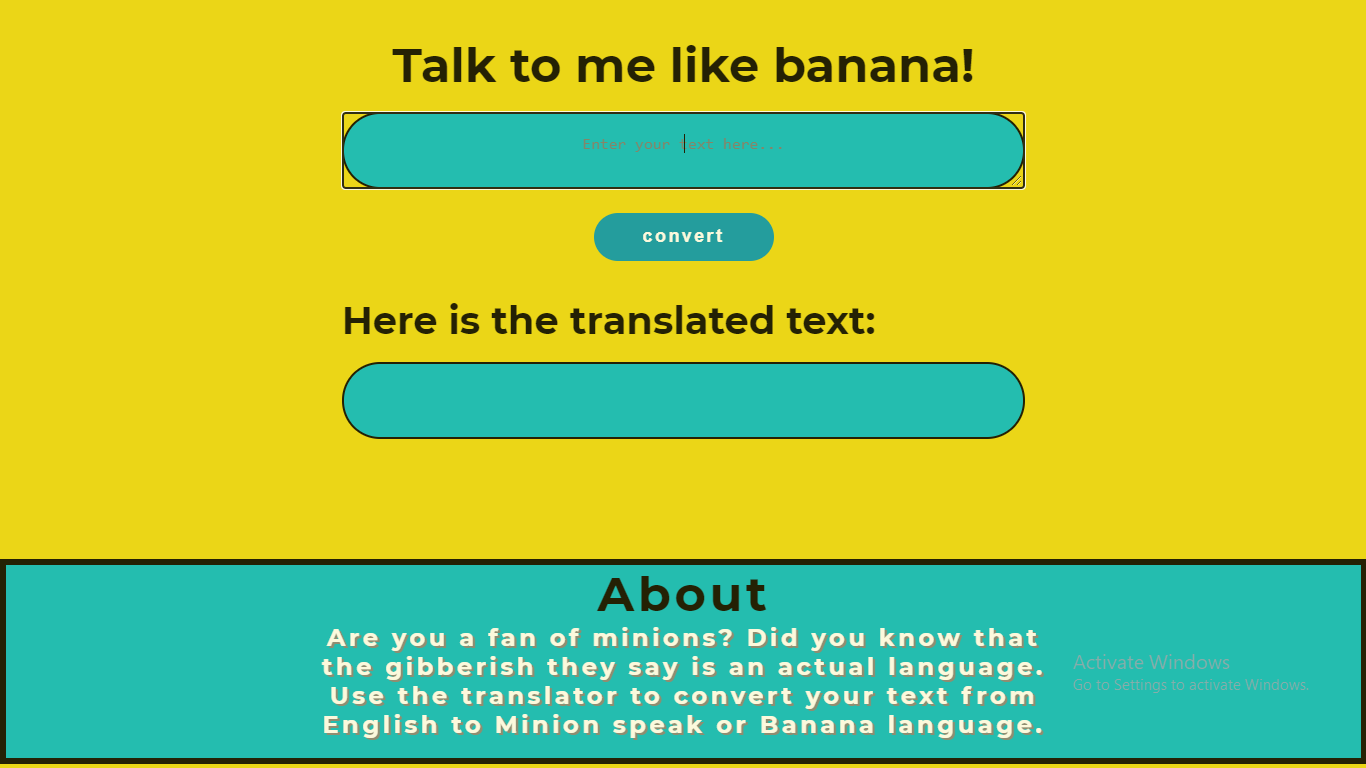 Talk to me like banana!
Enter your text here...
convert
Here is the translated text:
About
Are you a fan of minions? Did you know that
the gibberish they say is an actual language.
Use the translator to convert your text from
English to Minion speak or Banana language.
Activate Windows
Go to Settings to activate Windows.